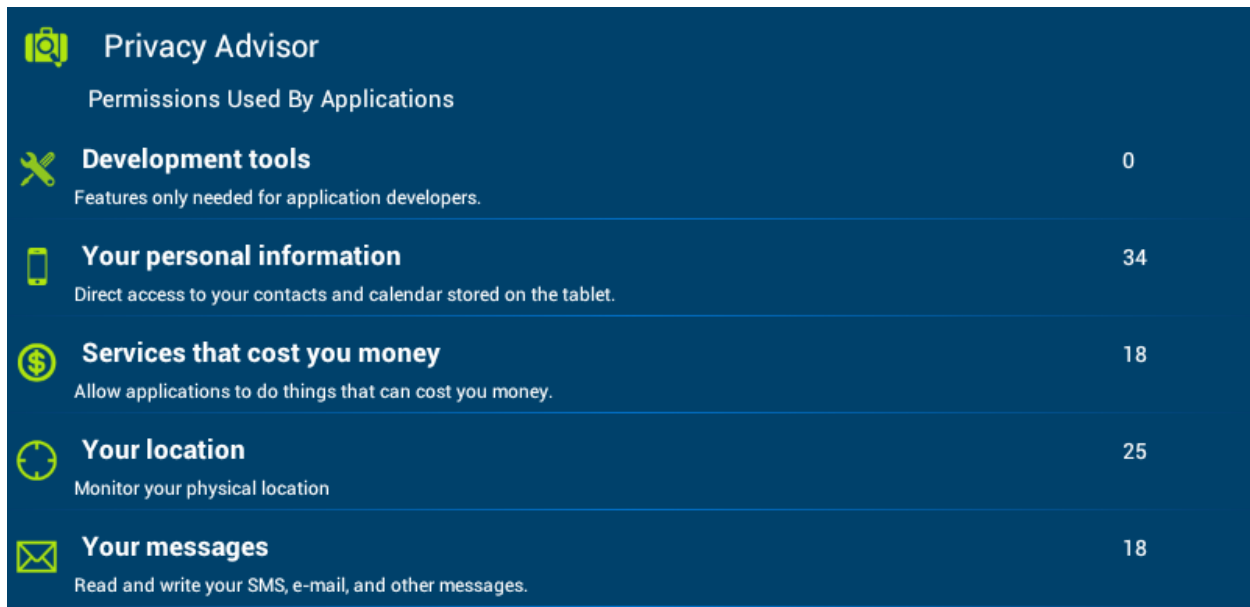 Privacy Advisor
Permissions Used By Applications
Development tools 0
Features only needed for application developers.
Your personal information 34
Direct access to your contacts and calendar stored on the tablet.
Services that cost you money 18
Allow applications to do things that can cost you money.
Your location 25
Monitor your physical location
Your messages 18
Read and write your SMS, e-mail, and other messages.